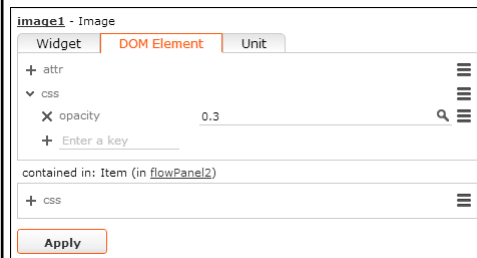 image1 - Image
Widget DOM Element Unit
attr
css
opacity 0.3
Enter a key
contained in: Item (in flowPanel2)
css
Apply